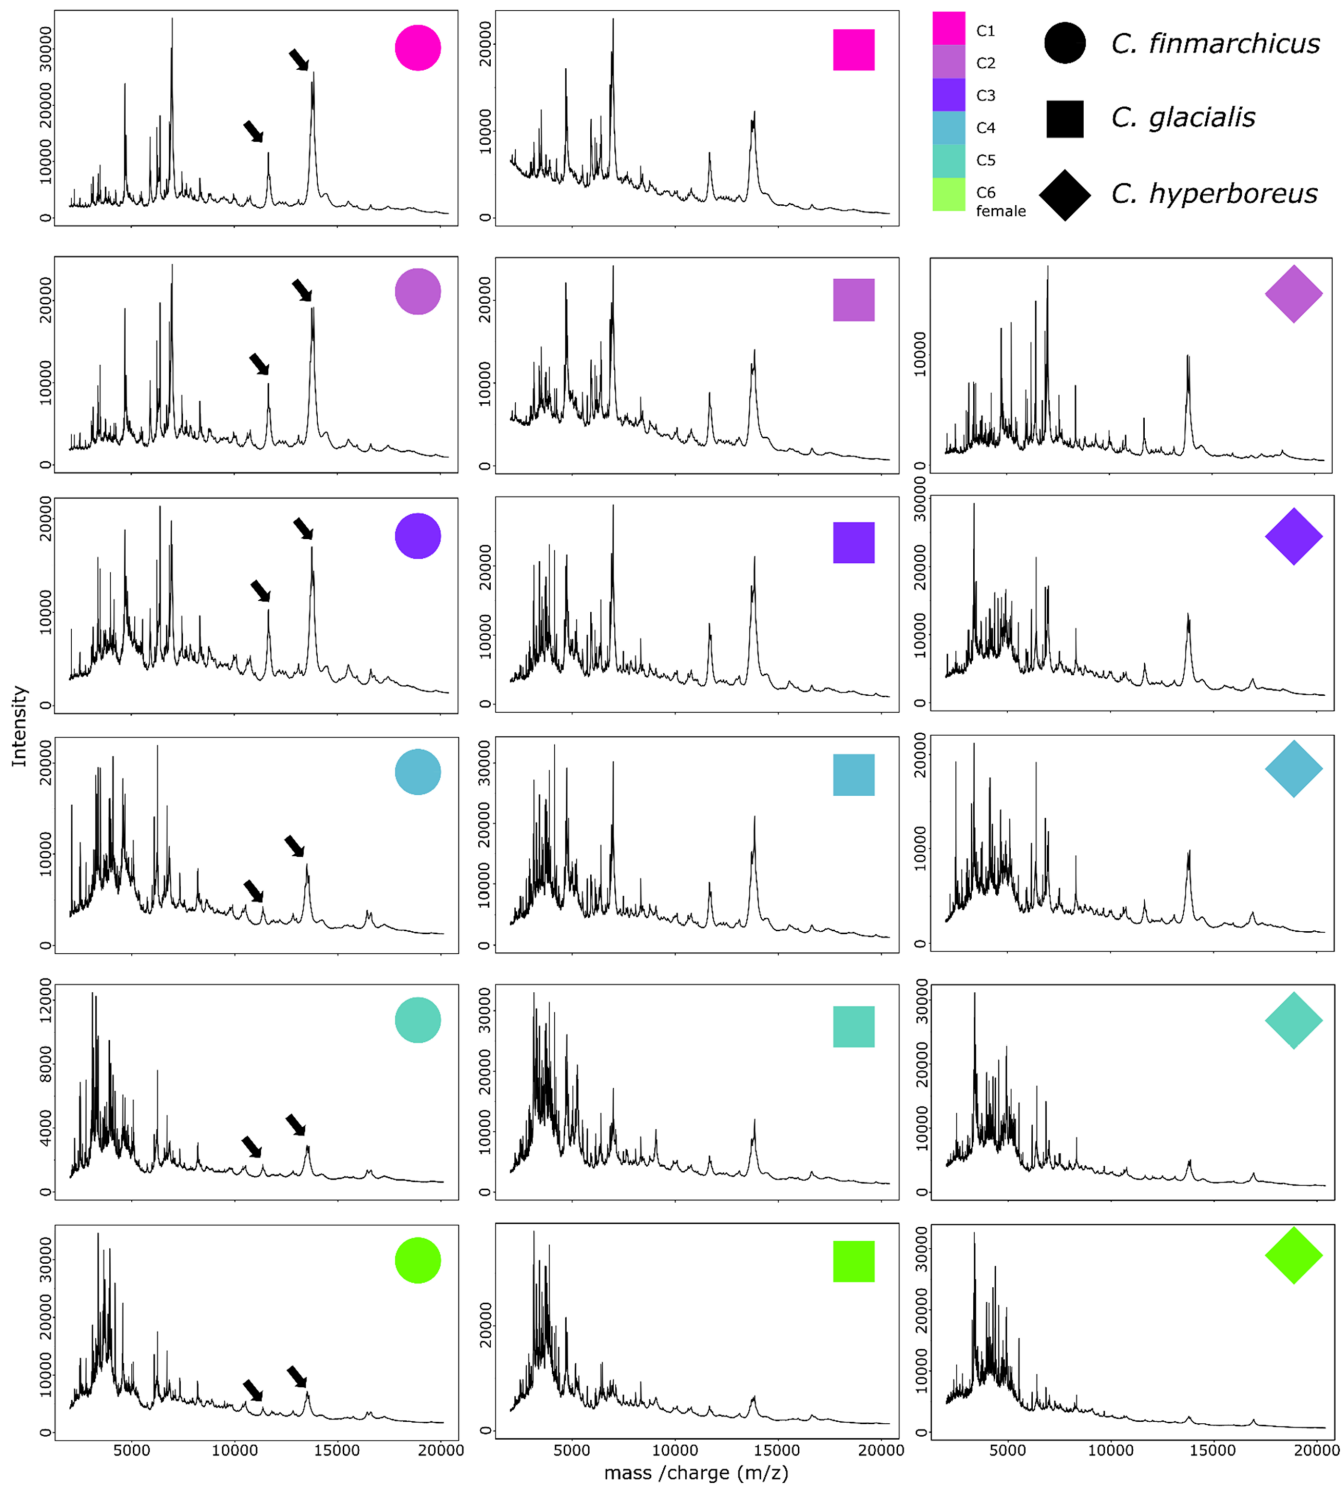 C1
C2
C3
C4
C5
C6
female
C. finmarchicus
C. glacialis
C. hyperboreus
0 10000 20000 30000
0 10000 20000
0 10000 20000
0 10000
0 10000 20000
0 10000 20000
0 10000 20000 30000
Intensity
0 10000 20000
0 10000 20000 30000
0 10000 20000
0 4000 8000 12000
0 10000 20000 30000
0 10000 20000 30000
0 10000 20000 30000
0 20000
0 10000 20000 30000
5000 10000 15000 20000
5000 10000 15000 20000
5000 10000 15000 20000
mass /charge (m/z)